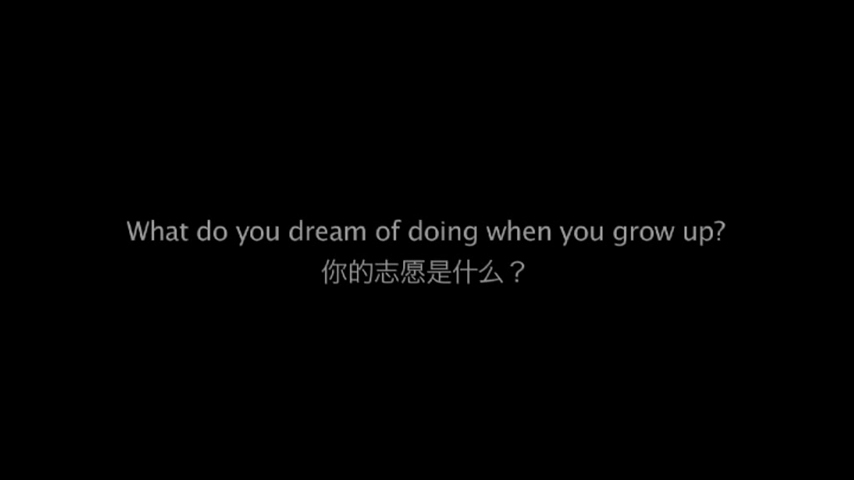 What do you dream of doing when you grow up?
你的志愿是什么？